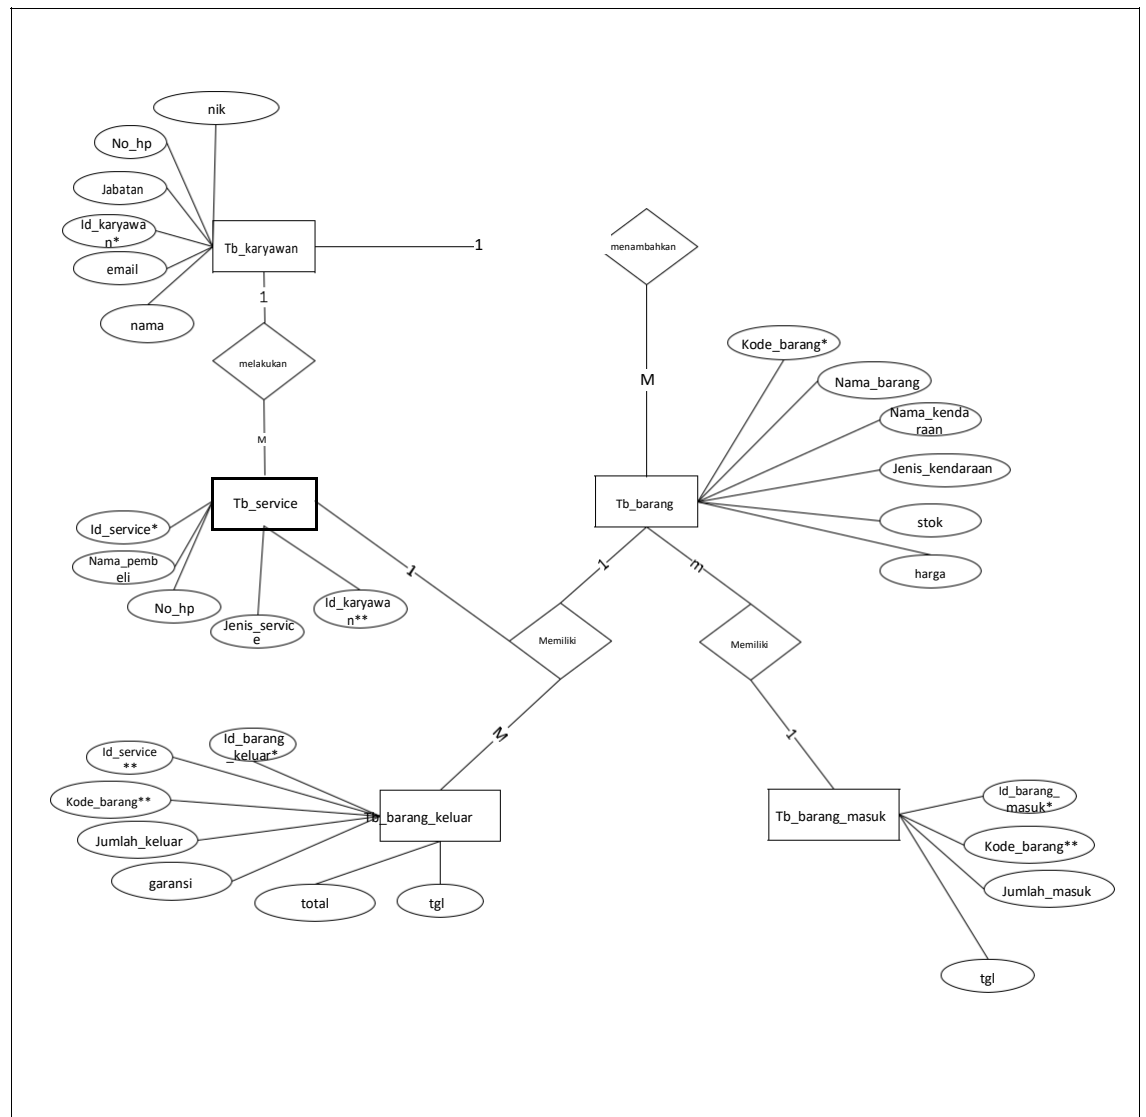 nik
No_hp
Jabatan
Id_karyawa
n*
email
nama
Tb_karyawan
1
1
melakukan
M
menambahkan
M
Kode_barang*
Nama_barang
Nama_kenda
raan
Jenis_kendaraan
stok
harga
Tb_barang
Tb_service
Id_service*
Nama_pemb
eli
No_hp
Jenis_servic
e
Id_karyawa
n**
1
1
m
Memiliki
Memiliki
M
1
Id_barang
_keluar*
Id_service
**
Kode_barang**
Jumlah_keluar
garansi
total
tgl
Tb_barang_keluar
Tb_barang_masuk
Id_barang_
masuk*
Kode_barang**
Jumlah_masuk
tgl